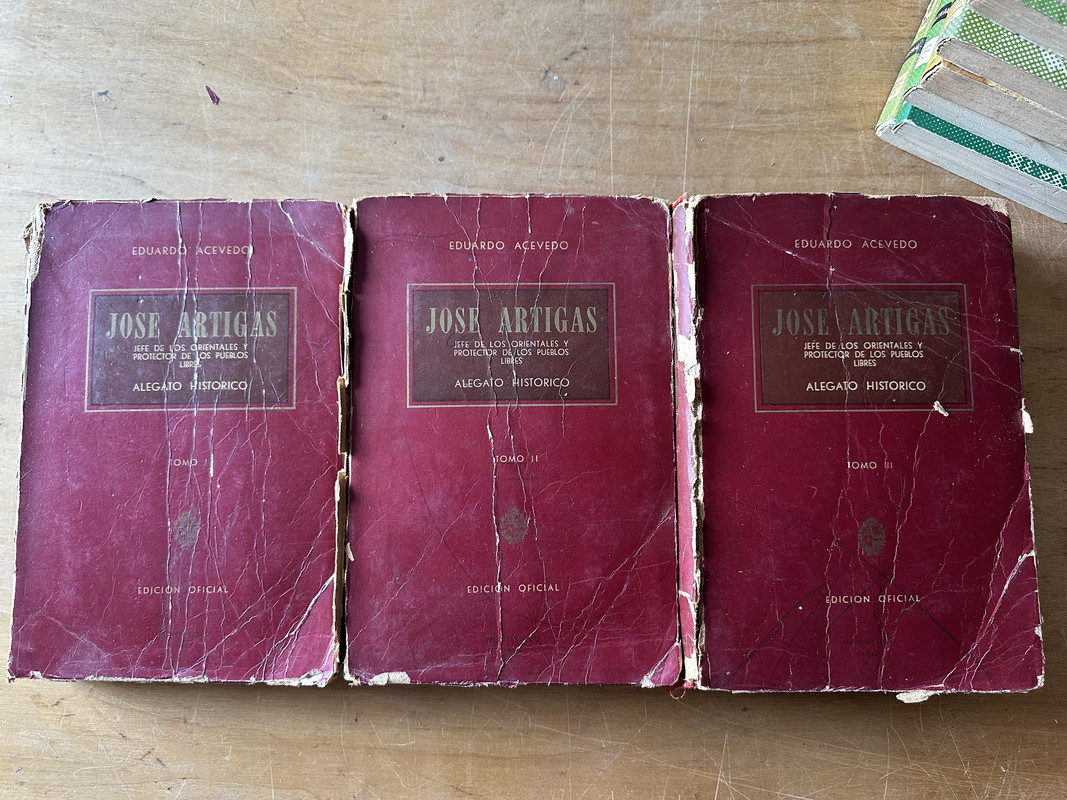 EDUARDO ACEVEDO
JOSE ARTIGAS
JEFE DE LOS ORIENTALES Y
PROTECTOR DE LOS PUEBLOS
LIBRES
ALEGATO HISTORICO
TOMO I
EDICION OFICIAL
EDUARDO ACEVEDO
JOSE ARTIGAS
JEFE DE LOS ORIENTALES Y
PROTECTOR DE LOS PUEBLOS
LIBRES
ALEGATO HISTORICO
TOMO II
EDICION OFICIAL
EDUARDO ACEVEDO
JOSE ARTIGAS
JEFE DE LOS ORIENTALES Y
PROTECTOR DE LOS PUEBLOS
LIBRES
ALEGATO HISTORICO
TOMO III
EDICION OFICIAL